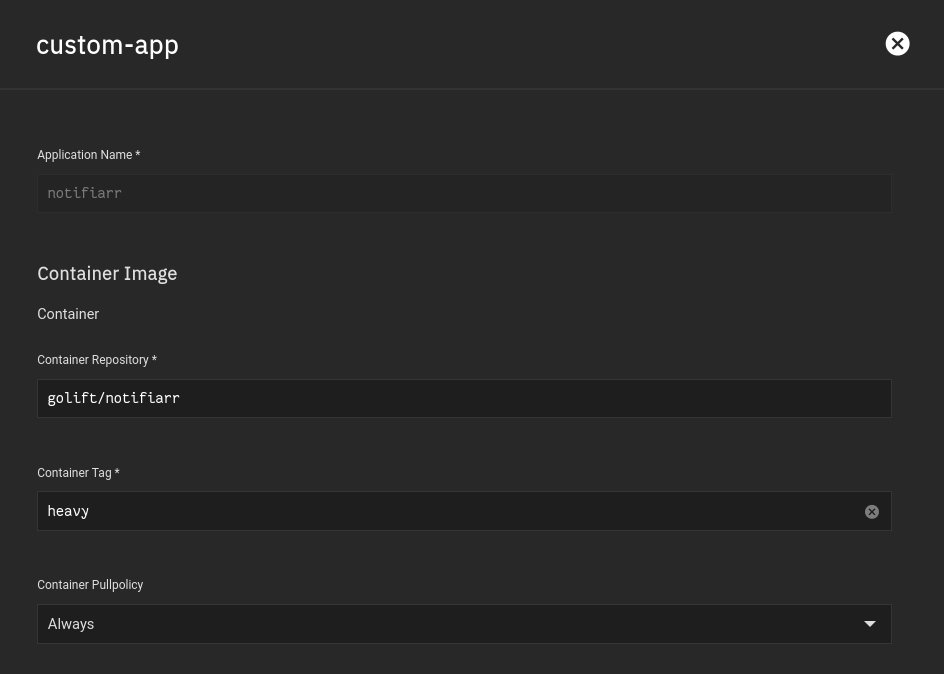 custom-app
Application Name *
notifiarr
Container Image
Container
Container Repository *
golift/notifiarr
Container Tag *
heavy
Container Pullpolicy
Always